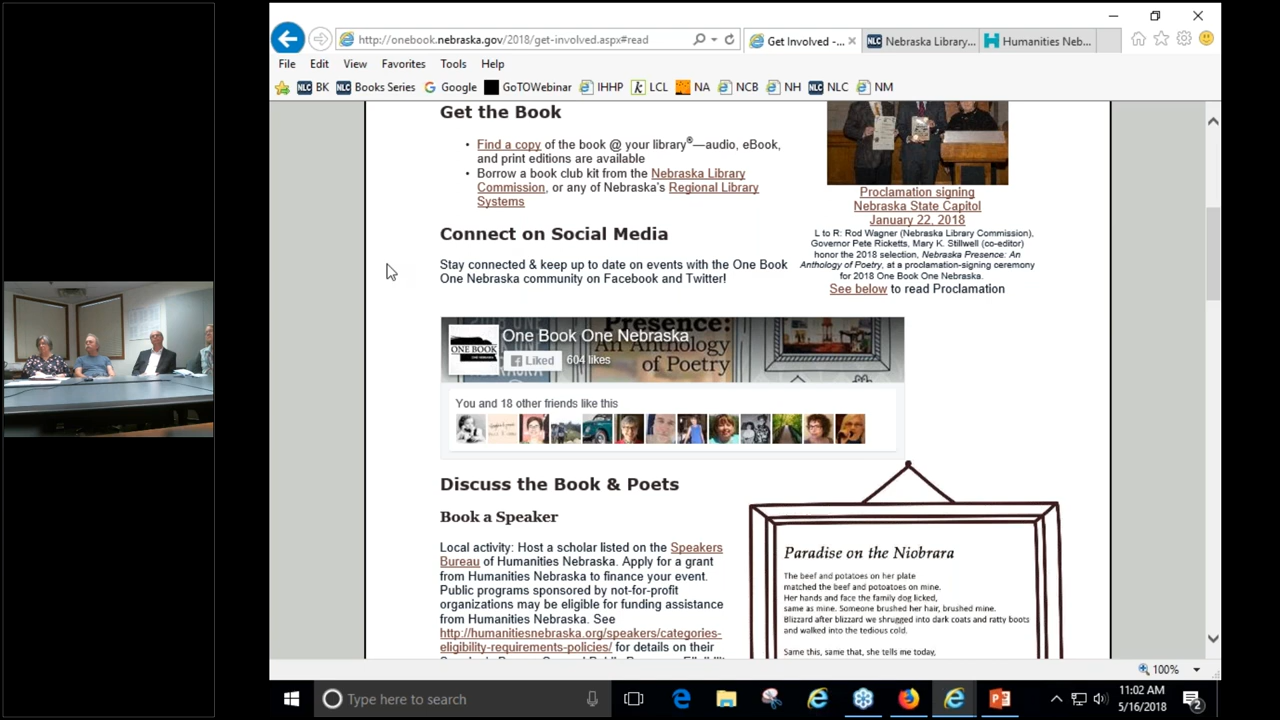 http://onebook.nebraska.gov/2018/get-involved.aspx#read
Get Involved -...
Nebraska Library...
Humanities Neb...
File Edit View Favorites Tools Help
NLC BK NLC Books Series Google GoTOWebinar IHHP LCL NA NCB NH NLC NLC NM
Get the Book
• Find a copy of the book @ your library®—audio, eBook,
and print editions are available
• Borrow a book club kit from the Nebraska Library
Commission, or any of Nebraska's Regional Library
Systems
Proclamation signing
Nebraska State Capitol
January 22, 2018
L to R: Rod Wagner (Nebraska Library Commission),
Governor Pete Ricketts, Mary K. Stillwell (co-editor)
honor the 2018 selection, Nebraska Presence: An
Anthology of Poetry, at a proclamation-signing ceremony
for 2018 One Book One Nebraska.
See below to read Proclamation
Connect on Social Media
Stay connected & keep up to date on events with the One Book
One Nebraska community on Facebook and Twitter!
Presence:
An Anthology
of Poetry
ONE BOOK
One Book One Nebraska
Liked 604 likes
You and 18 other friends like this
Discuss the Book & Poets
Book a Speaker
Local activity: Host a scholar listed on the Speakers
Bureau of Humanities Nebraska. Apply for a grant
from Humanities Nebraska to finance your event.
Public programs sponsored by not-for-profit
organizations may be eligible for funding assistance
from Humanities Nebraska. See
http://humanitiesnebraska.org/speakers/categories-
eligibility-requirements-policies/ for details on their
Paradise on the Niobrara
The beef and potatoes on her plate
matched the beef and potoatoes on mine.
Her hands and face the family dog licked,
same as mine. Someone brushed her hair, brushed mine.
Blizzard after blizzard we shrugged into dark coats and ratty boots
and walked into the tedious cold.
Same this, same that, she tells me today,
100%
Type here to search
11:02 AM
5/16/2018
2